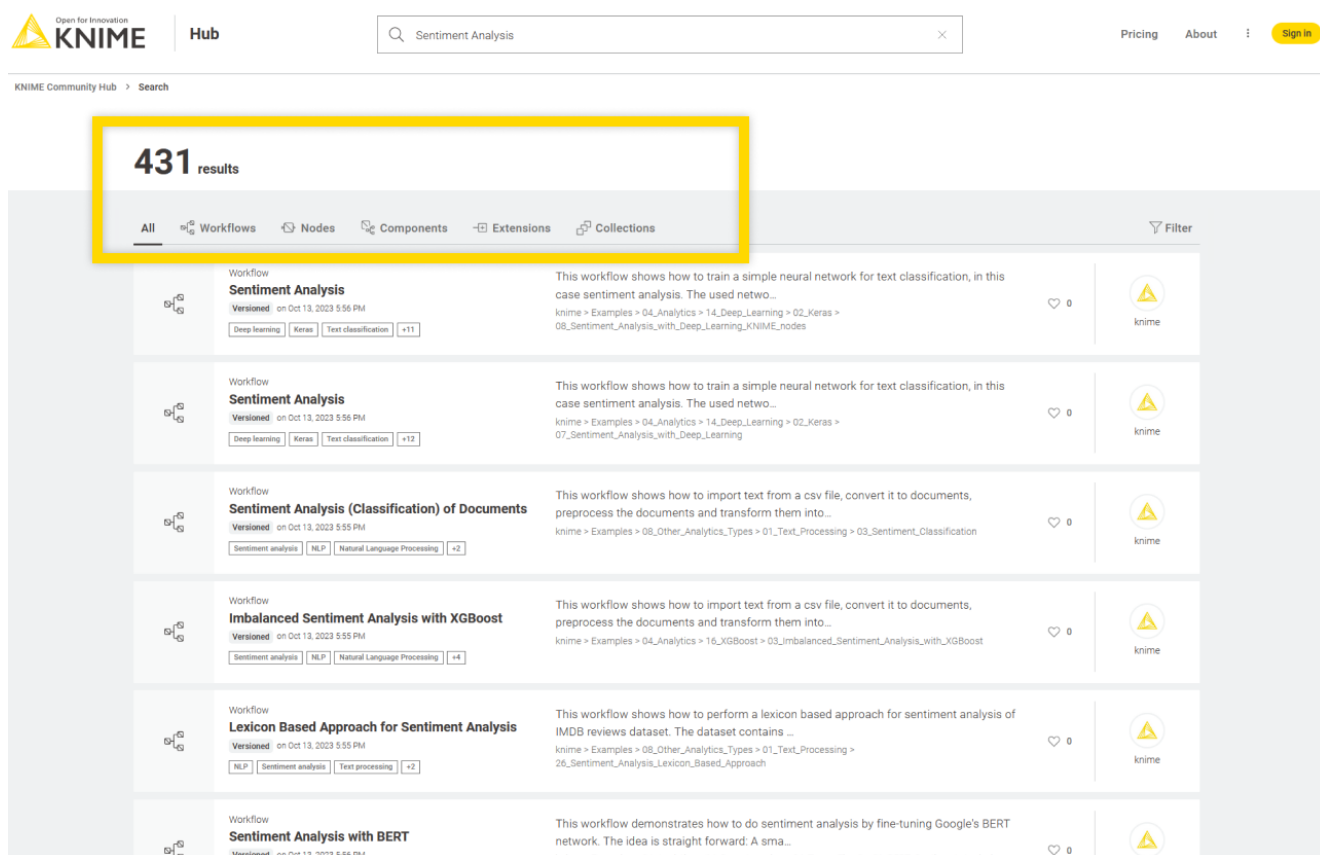 Open for Innovation
KNIME
Hub
Sentiment Analysis
Pricing
About
Sign in
KNIME Community Hub > Search
431 results
All
Workflows
Nodes
Components
Extensions
Collections
Filter
Workflow
Sentiment Analysis
Versioned on Oct 13, 2023 5:56 PM
Deep learning Keras Text classification +11
This workflow shows how to train a simple neural network for text classification, in this
case sentiment analysis. The used netwo...
knime > Examples > 04_Analytics > 14_Deep_Learning > 02_Keras >
08_Sentiment_Analysis_with_Deep_Learning_KNIME_nodes
0
knime
Workflow
Sentiment Analysis
Versioned on Oct 13, 2023 5:56 PM
Deep learning Keras Text classification +12
This workflow shows how to train a simple neural network for text classification, in this
case sentiment analysis. The used netwo...
knime > Examples > 04_Analytics > 14_Deep_Learning > 02_Keras >
07_Sentiment_Analysis_with_Deep_Learning
0
knime
Workflow
Sentiment Analysis (Classification) of Documents
Versioned on Oct 13, 2023 5:55 PM
Sentiment analysis NLP Natural Language Processing +2
This workflow shows how to import text from a csv file, convert it to documents,
preprocess the documents and transform them into...
knime > Examples > 08_Other_Analytics_Types > 01_Text_Processing > 03_Sentiment_Classification
0
knime
Workflow
Imbalanced Sentiment Analysis with XGBoost
Versioned on Oct 13, 2023 5:55 PM
Sentiment analysis NLP Natural Language Processing +4
This workflow shows how to import text from a csv file, convert it to documents,
preprocess the documents and transform them into...
knime > Examples > 04_Analytics > 16_XGBoost > 03_Imbalanced_Sentiment_Analysis_with_XGBoost
0
knime
Workflow
Lexicon Based Approach for Sentiment Analysis
Versioned on Oct 13, 2023 5:55 PM
NLP Sentiment analysis Text processing +2
This workflow shows how to perform a lexicon based approach for sentiment analysis of
IMDB reviews dataset. The dataset contains ...
knime > Examples > 08_Other_Analytics_Types > 01_Text_Processing >
26_Sentiment_Analysis_Lexicon_Based_Approach
0
knime
Workflow
Sentiment Analysis with BERT
Versioned on Oct 13, 2023 5:56 PM
This workflow demonstrates how to do sentiment analysis by fine-tuning Google's BERT
network. The idea is straight forward: A sma...
0